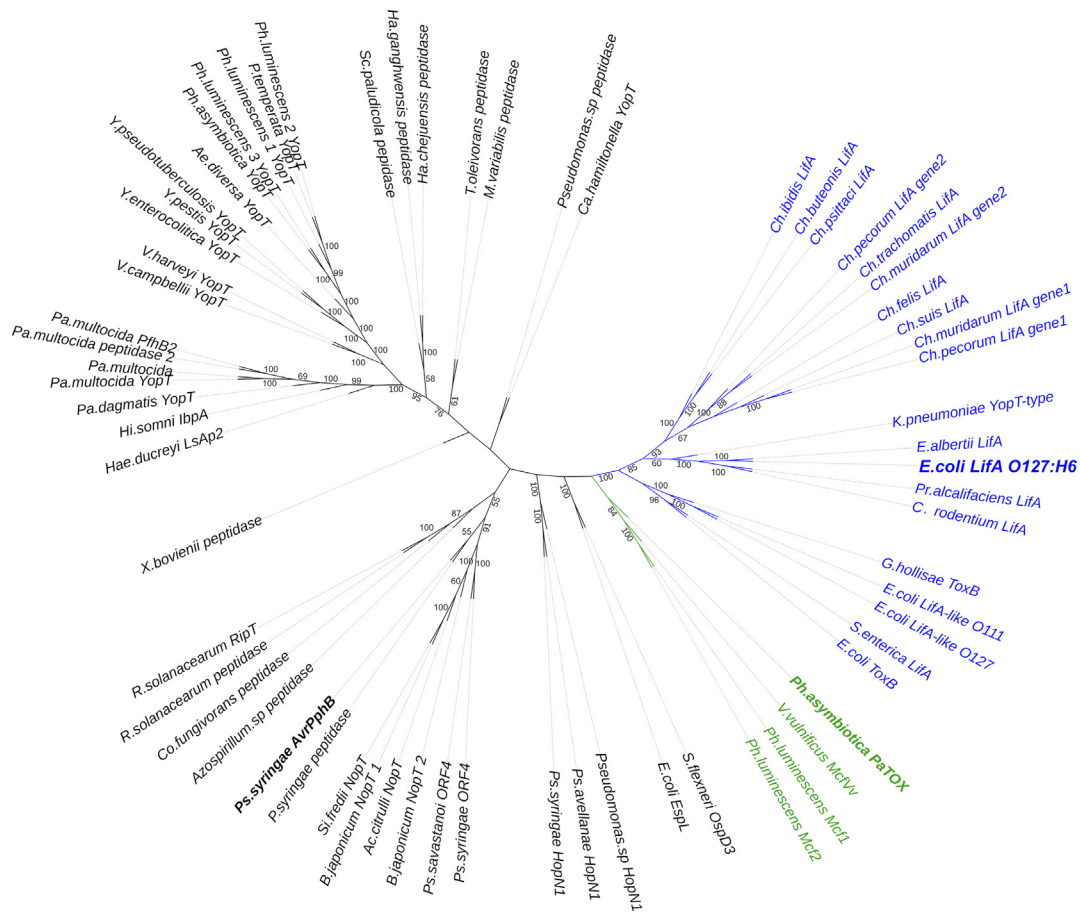 Ph.luminescens 2 YopT
P.temperata YopT
Ph.luminescens 1 YopT
Ph.luminescens 3 YopT
Ph.asymbiotica YopT
Ae.diversa YopT
Y.pseudotuberculosis YopT
Y.pestis YopT
Y.enterocolitica YopT
V.harveyi YopT
V.campbellii YopT
Pa.multocida PfhB2
Pa.multocida peptidase 2
Pa.multocida
Pa.multocida YopT
Pa.dagmatis YopT
Hi.somni IbpA
Hae.ducreyi LsAp2
X.bovienii peptidase
Sc.paludicola pepidase
Ha.ganghwensis peptidase
Ha.chejuensis peptidase
T.oleivorans peptidase
M.variabilis peptidase
Pseudomonas.sp peptidase
Ca.hamiltonella YopT
Ch.ibidis LifA
Ch.buteonis LifA
Ch.psittaci LifA
Ch.pecorum LifA gene2
Ch.trachomatis LifA
Ch.muridarum LifA gene2
Ch.felis LifA
Ch.suis LifA
Ch.muridarum LifA gene1
Ch.pecorum LifA gene1
K.pneumoniae YopT-type
E.albertii LifA
E.coli LifA O127:H6
Pr.alcalifaciens LifA
C. rodentium LifA
G.hollisae ToxB
E.coli LifA-like O111
E.coli LifA-like O127
S.enterica LifA
E.coli ToxB
Ph.asymbiotica PaTOX
V.vulnificus McfVv
Ph.luminescens Mcf1
Ph.luminescens Mcf2
S.flexneri OspD3
E.coli EspL
Pseudomonas.sp HopN1
Ps.avellanae HopN1
Ps.syringae HopN1
Ps.syringae ORF4
Ps.savastanoi ORF4
B.japonicum NopT 2
Ac.citrulli NopT
B.japonicum NopT 1
Si.fredii NopT
P.syringae peptidase
Ps.syringae AvrPphB
Azospirillum.sp peptidase
Co.fungivorans peptidase
R.solanacearum peptidase
R.solanacearum RipT
100
99
100
100
100
100
100
100
100
100
100
69
100
99
100
95
58
100
76
61
100
100
88
100
100
67
93
60
100
100
100
85
100
100
100
96
84
100
100
100
100
55
87
100
55
91
100
100
60
100